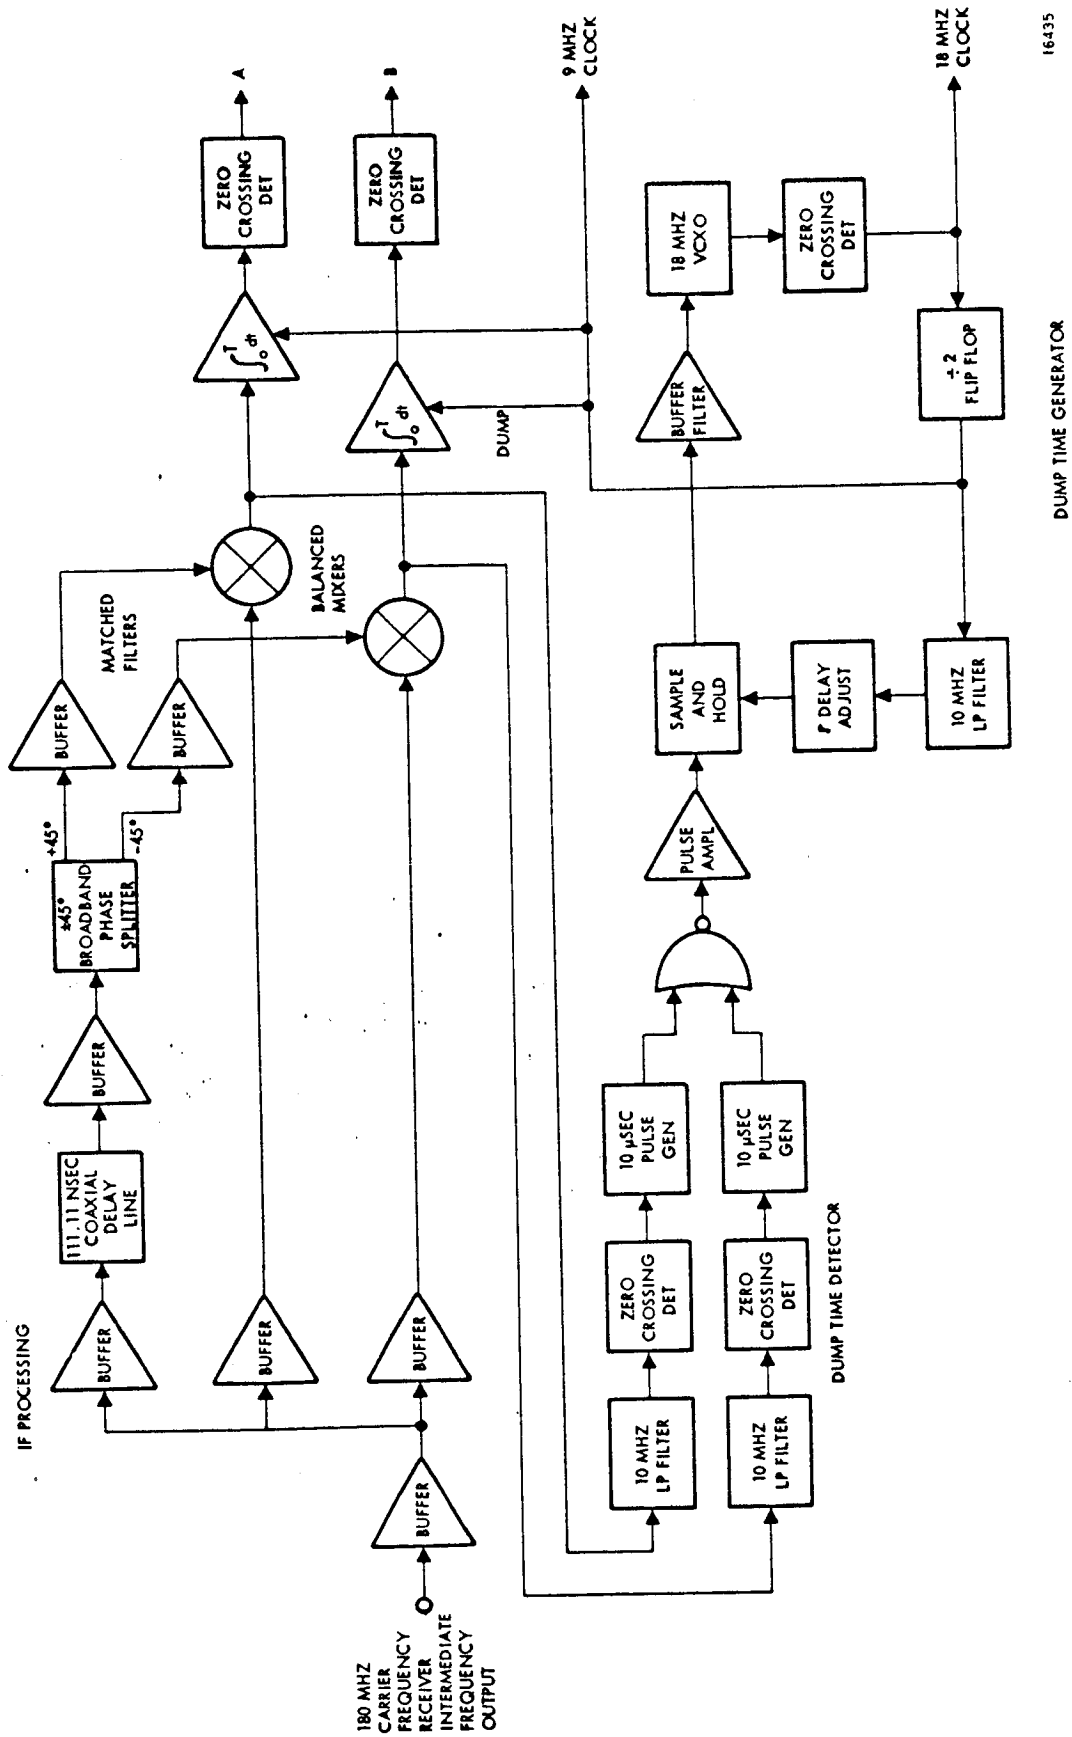 IF PROCESSING
180 MHZ
CARRIER
FREQUENCY
RECEIVER
INTERMEDIATE
FREQUENCY
OUTPUT
BUFFER
BUFFER
BUFFER
BUFFER
111.11 NSEC
COAXIAL
DELAY
LINE
BUFFER
±45°
BROADBAND
PHASE
SPLITTER
+45°
-45°
BUFFER
BUFFER
MATCHED
FILTERS
BALANCED
MIXERS
∫₀ᵀ dt
∫₀ᵀ dt
DUMP
ZERO
CROSSING
DET
A
ZERO
CROSSING
DET
B
9 MHZ
CLOCK
10 MHZ
LP FILTER
ZERO
CROSSING
DET
10 µSEC
PULSE
GEN
10 MHZ
LP FILTER
ZERO
CROSSING
DET
10 µSEC
PULSE
GEN
DUMP TIME DETECTOR
PULSE
AMPL
SAMPLE
AND
HOLD
DELAY
ADJUST
10 MHZ
LP FILTER
BUFFER
FILTER
18 MHZ
VCXO
ZERO
CROSSING
DET
÷ 2
FLIP FLOP
18 MHZ
CLOCK
DUMP TIME GENERATOR
16435